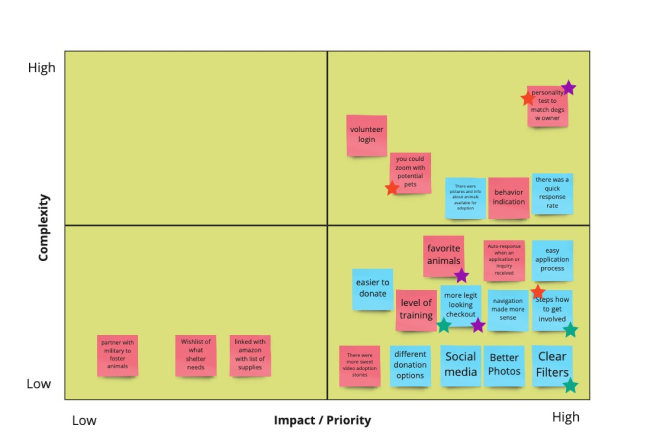 High
personality
test to
match dogs
w owner
volunteer
login
you could
zoom with
potential
pets
There were
pictures and info
about animals
available for
adoption
behavior
indication
there was a
quick
response
rate
Complexity
favorite
animals
Auto response
when an
application or
inquiry
received
easy
application
process
easier to
donate
level of
training
more legit
looking
checkout
navigation
made more
sense
Steps how
to get
involved
partner with
military to
foster
animals
Wishlist of
what
shelter
needs
linked with
amazon
with list of
supplies
There were
more sweet
video adoption
stories
different
donation
options
Social
media
Better
Photos
Clear
Filters
Low
Low
Impact / Priority
High